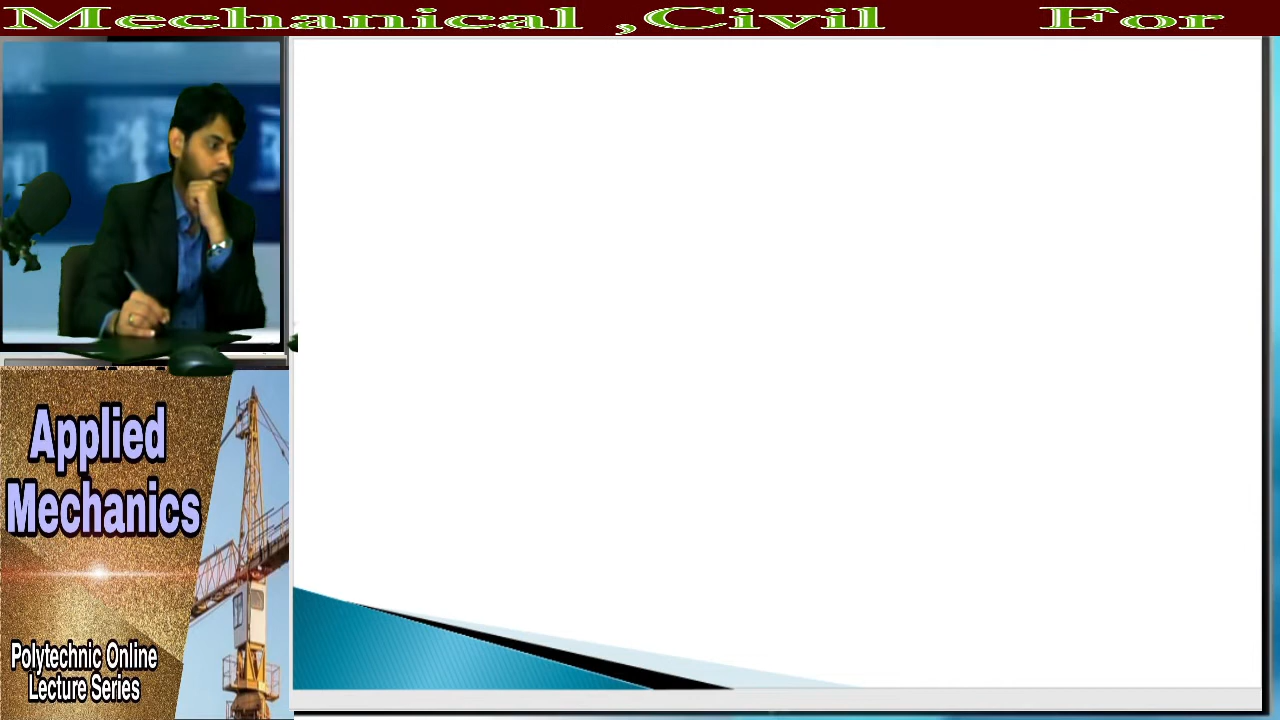 Mechanical ,Civil For
Applied
Mechanics
Polytechnic Online
Lecture Series